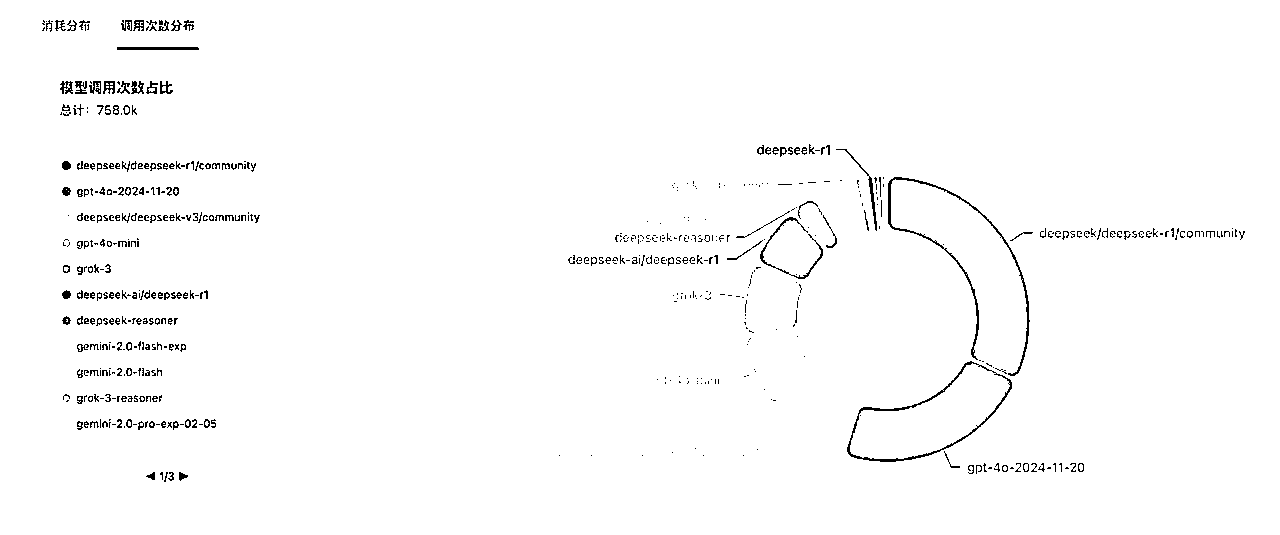 消耗分布
调用次数分布
模型调用次数占比
总计：758.0k
deepseek/deepseek-r1/community
gpt-4o-2024-11-20
deepseek/deepseek-v3/community
gpt-4o-mini
grok-3
deepseek-ai/deepseek-r1
deepseek-reasoner
gemini-2.0-flash-exp
gemini-2.0-flash
grok-3-reasoner
gemini-2.0-pro-exp-02-05
◀ 1/3 ▶
deepseek-r1
deepseek-reasoner
deepseek-ai/deepseek-r1
grok-3
deepseek/deepseek-r1/community
gpt-4o-2024-11-20